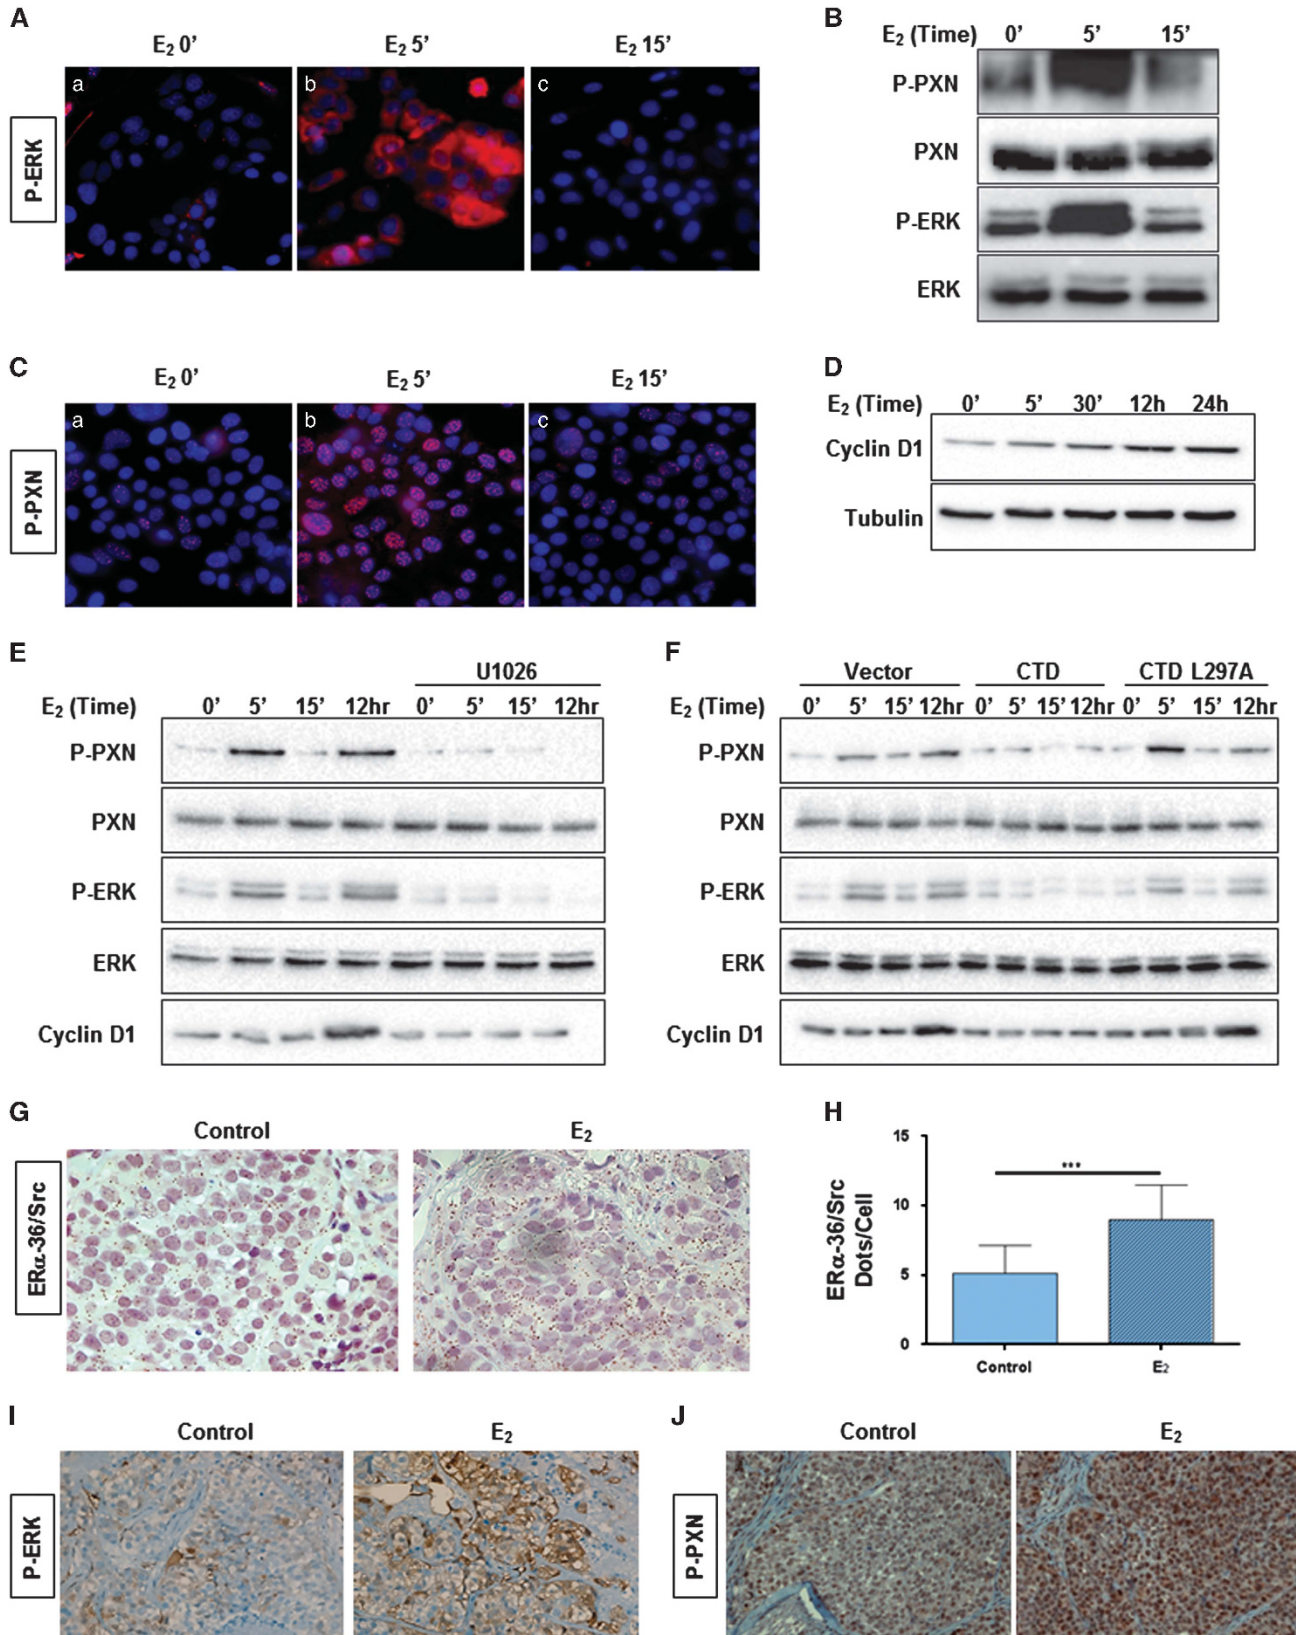 A
E₂ 0’
E₂ 5’
E₂ 15’
P-ERK
a
b
c
B
E₂ (Time)
0’
5’
15’
P-PXN
PXN
P-ERK
ERK
C
E₂ 0’
E₂ 5’
E₂ 15’
P-PXN
a
b
c
D
E₂ (Time)
0’
5’
30’
12h
24h
Cyclin D1
Tubulin
E
U1026
E₂ (Time)
0’
5’
15’
12hr
0’
5’
15’
12hr
P-PXN
PXN
P-ERK
ERK
Cyclin D1
F
Vector
CTD
CTD L297A
E₂ (Time)
0’
5’
15’
12hr
0’
5’
15’
12hr
0’
5’
15’
12hr
P-PXN
PXN
P-ERK
ERK
Cyclin D1
G
Control
E₂
ERα-36/Src
H
ERα-36/Src
Dots/Cell
15
10
5
0
***
Control
E₂
I
Control
E₂
P-ERK
J
Control
E₂
P-PXN